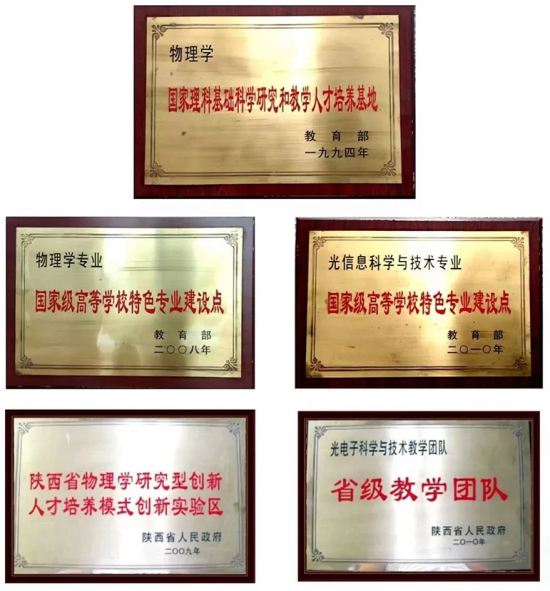 物理学
国家理科基础科学研究和教学人才培养基地
教育部
一九九四年
物理学专业
国家级高等学校特色专业建设点
教育部
二〇〇八年
光信息科学与技术专业
国家级高等学校特色专业建设点
教育部
二〇一〇年
陕西省物理学研究型创新
人才培养模式创新实验区
陕西省人民政府
二〇〇九年
光电子科学与技术教学团队
省级教学团队
陕西省人民政府
二〇一〇年